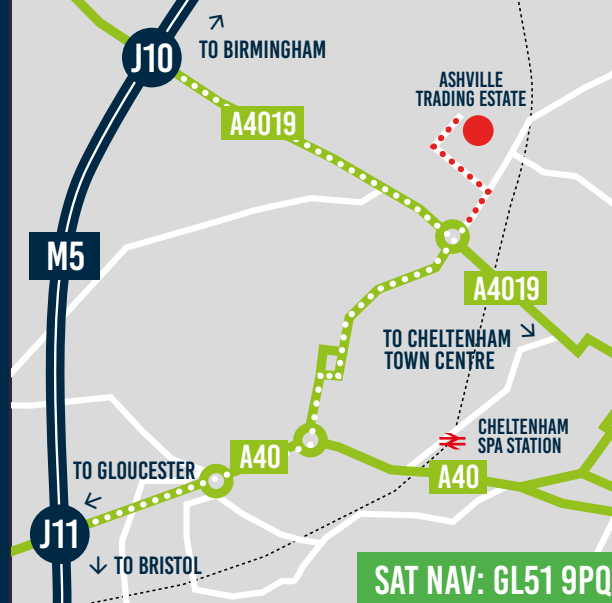 J10
TO BIRMINGHAM
ASHVILLE
TRADING ESTATE
A4019
M5
A4019
TO CHELTENHAM
TOWN CENTRE
CHELTENHAM
SPA STATION
A40
TO GLOUCESTER
A40
J11
TO BRISTOL
SAT NAV: GL51 9PQ